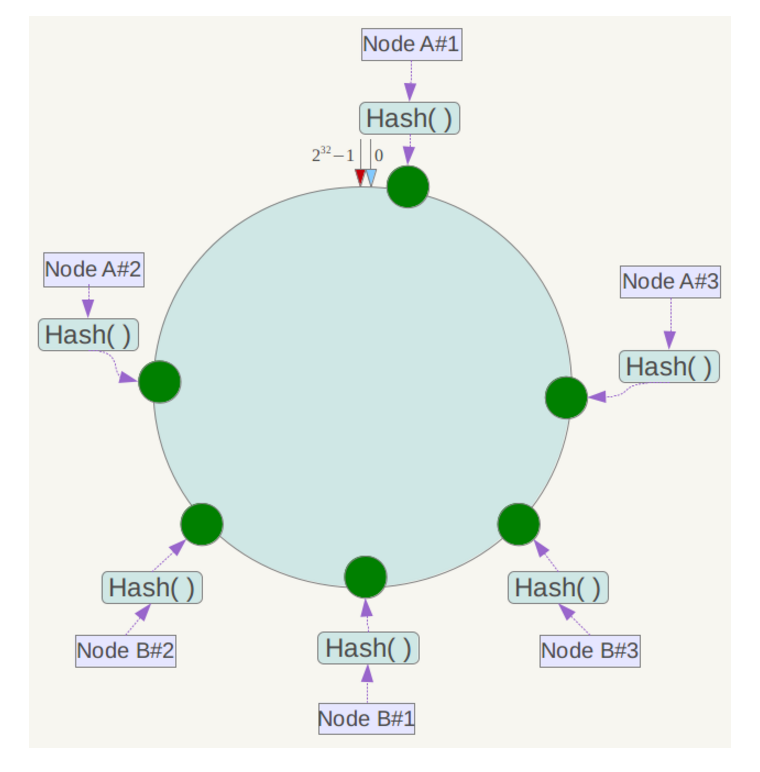 Node A#1
Hash( )
2³²−1
0
Node A#2
Hash( )
Node A#3
Hash( )
Hash( )
Node B#2
Hash( )
Node B#1
Hash( )
Node B#3